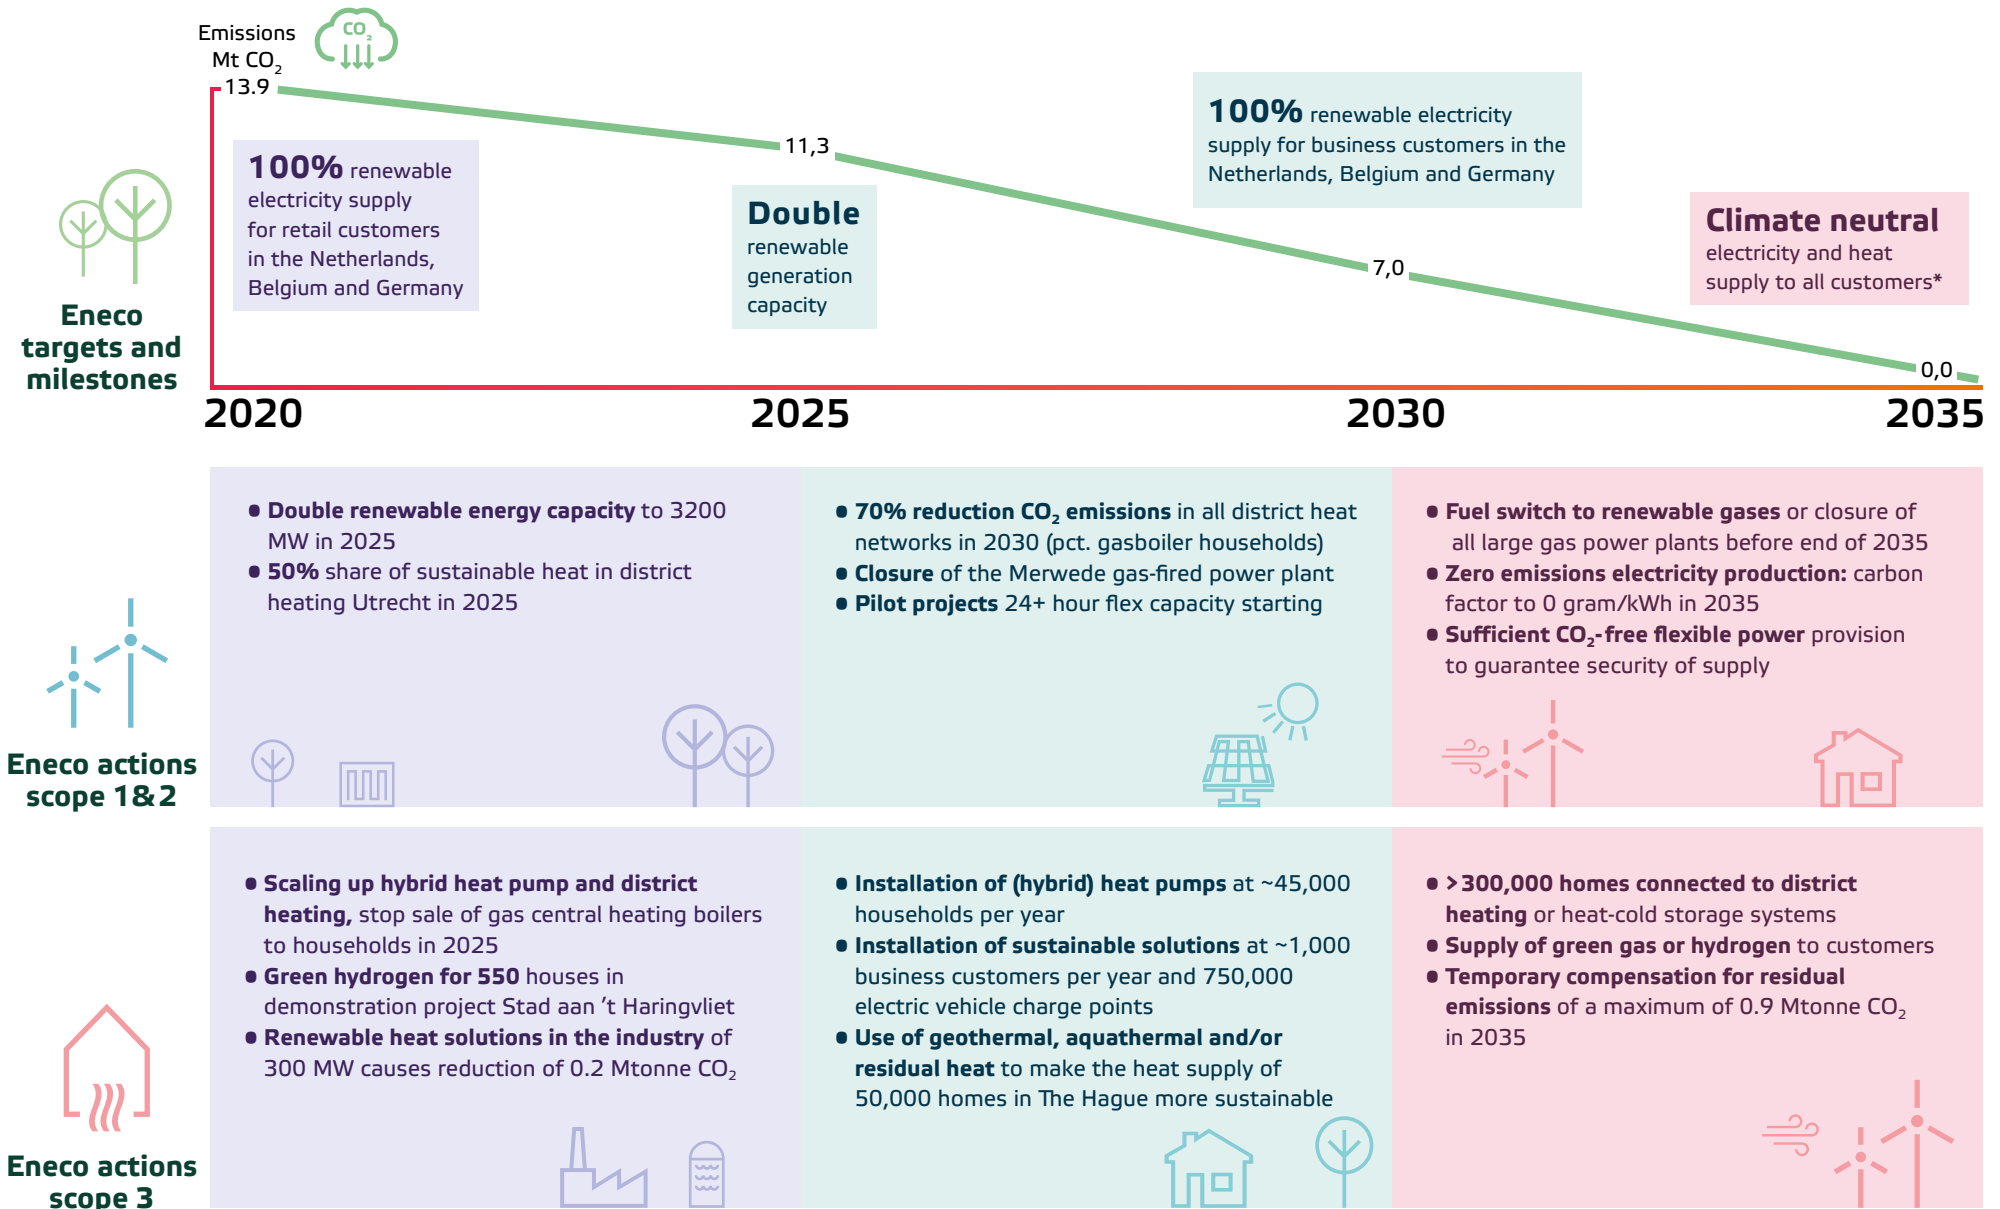 Emissions
Mt CO₂
CO₂
13.9
100% renewable
electricity supply
for retail customers
in the Netherlands,
Belgium and Germany
11,3
Double
renewable
generation
capacity
100% renewable electricity
supply for business customers in the
Netherlands, Belgium and Germany
7,0
Climate neutral
electricity and heat
supply to all customers*
0,0
Eneco
targets and
milestones
2020
2025
2030
2035
Eneco actions
scope 1&2
• Double renewable energy capacity to 3200
MW in 2025
• 50% share of sustainable heat in district
heating Utrecht in 2025
• 70% reduction CO₂ emissions in all district heat
networks in 2030 (pct. gasboiler households)
• Closure of the Merwede gas-fired power plant
• Pilot projects 24+ hour flex capacity starting
• Fuel switch to renewable gases or closure of
all large gas power plants before end of 2035
• Zero emissions electricity production: carbon
factor to 0 gram/kWh in 2035
• Sufficient CO₂-free flexible power provision
to guarantee security of supply
Eneco actions
scope 3
• Scaling up hybrid heat pump and district
heating, stop sale of gas central heating boilers
to households in 2025
• Green hydrogen for 550 houses in
demonstration project Stad aan ’t Haringvliet
• Renewable heat solutions in the industry of
300 MW causes reduction of 0.2 Mtonne CO₂
• Installation of (hybrid) heat pumps at ~45,000
households per year
• Installation of sustainable solutions at ~1,000
business customers per year and 750,000
electric vehicle charge points
• Use of geothermal, aquathermal and/or
residual heat to make the heat supply of
50,000 homes in The Hague more sustainable
• >300,000 homes connected to district
heating or heat-cold storage systems
• Supply of green gas or hydrogen to customers
• Temporary compensation for residual
emissions of a maximum of 0.9 Mtonne CO₂
in 2035